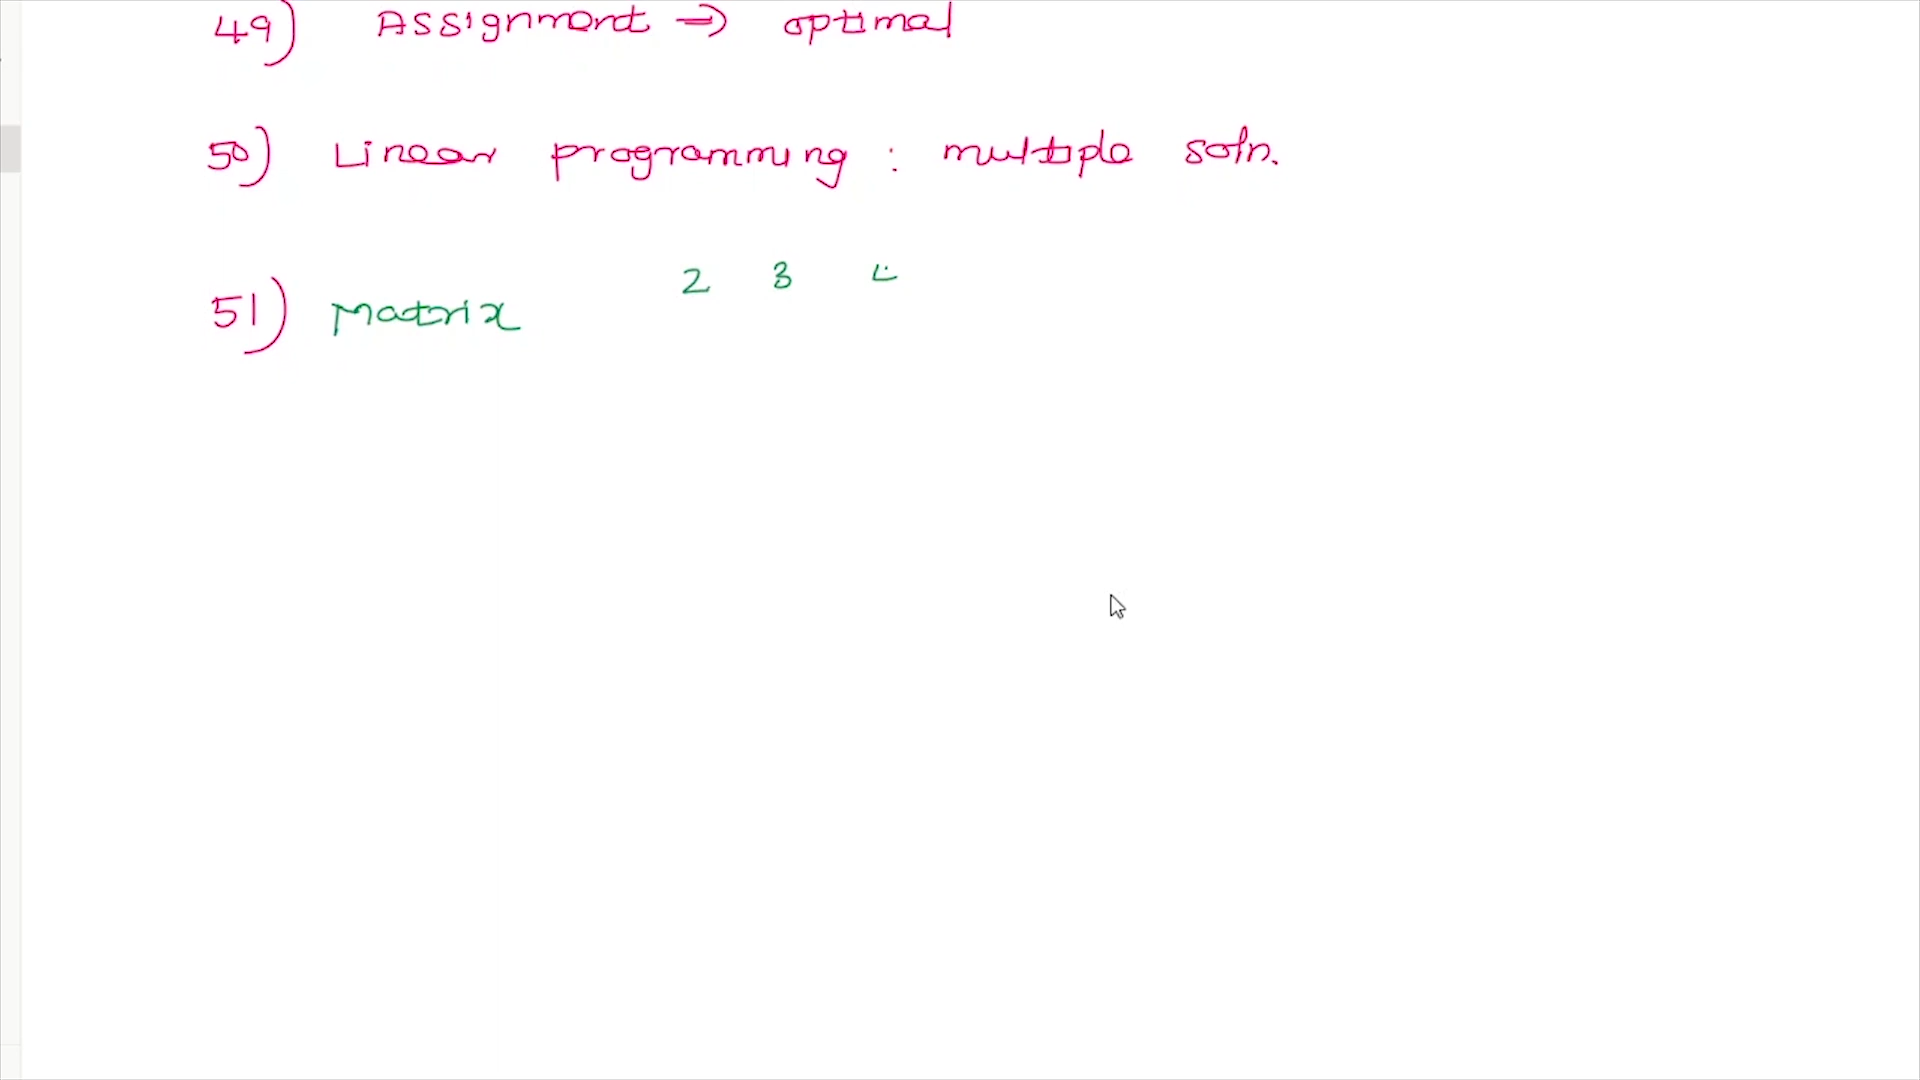 49) Assignment → optimal
50) Linear programming : multiple soln.
51) Matrix 2 3